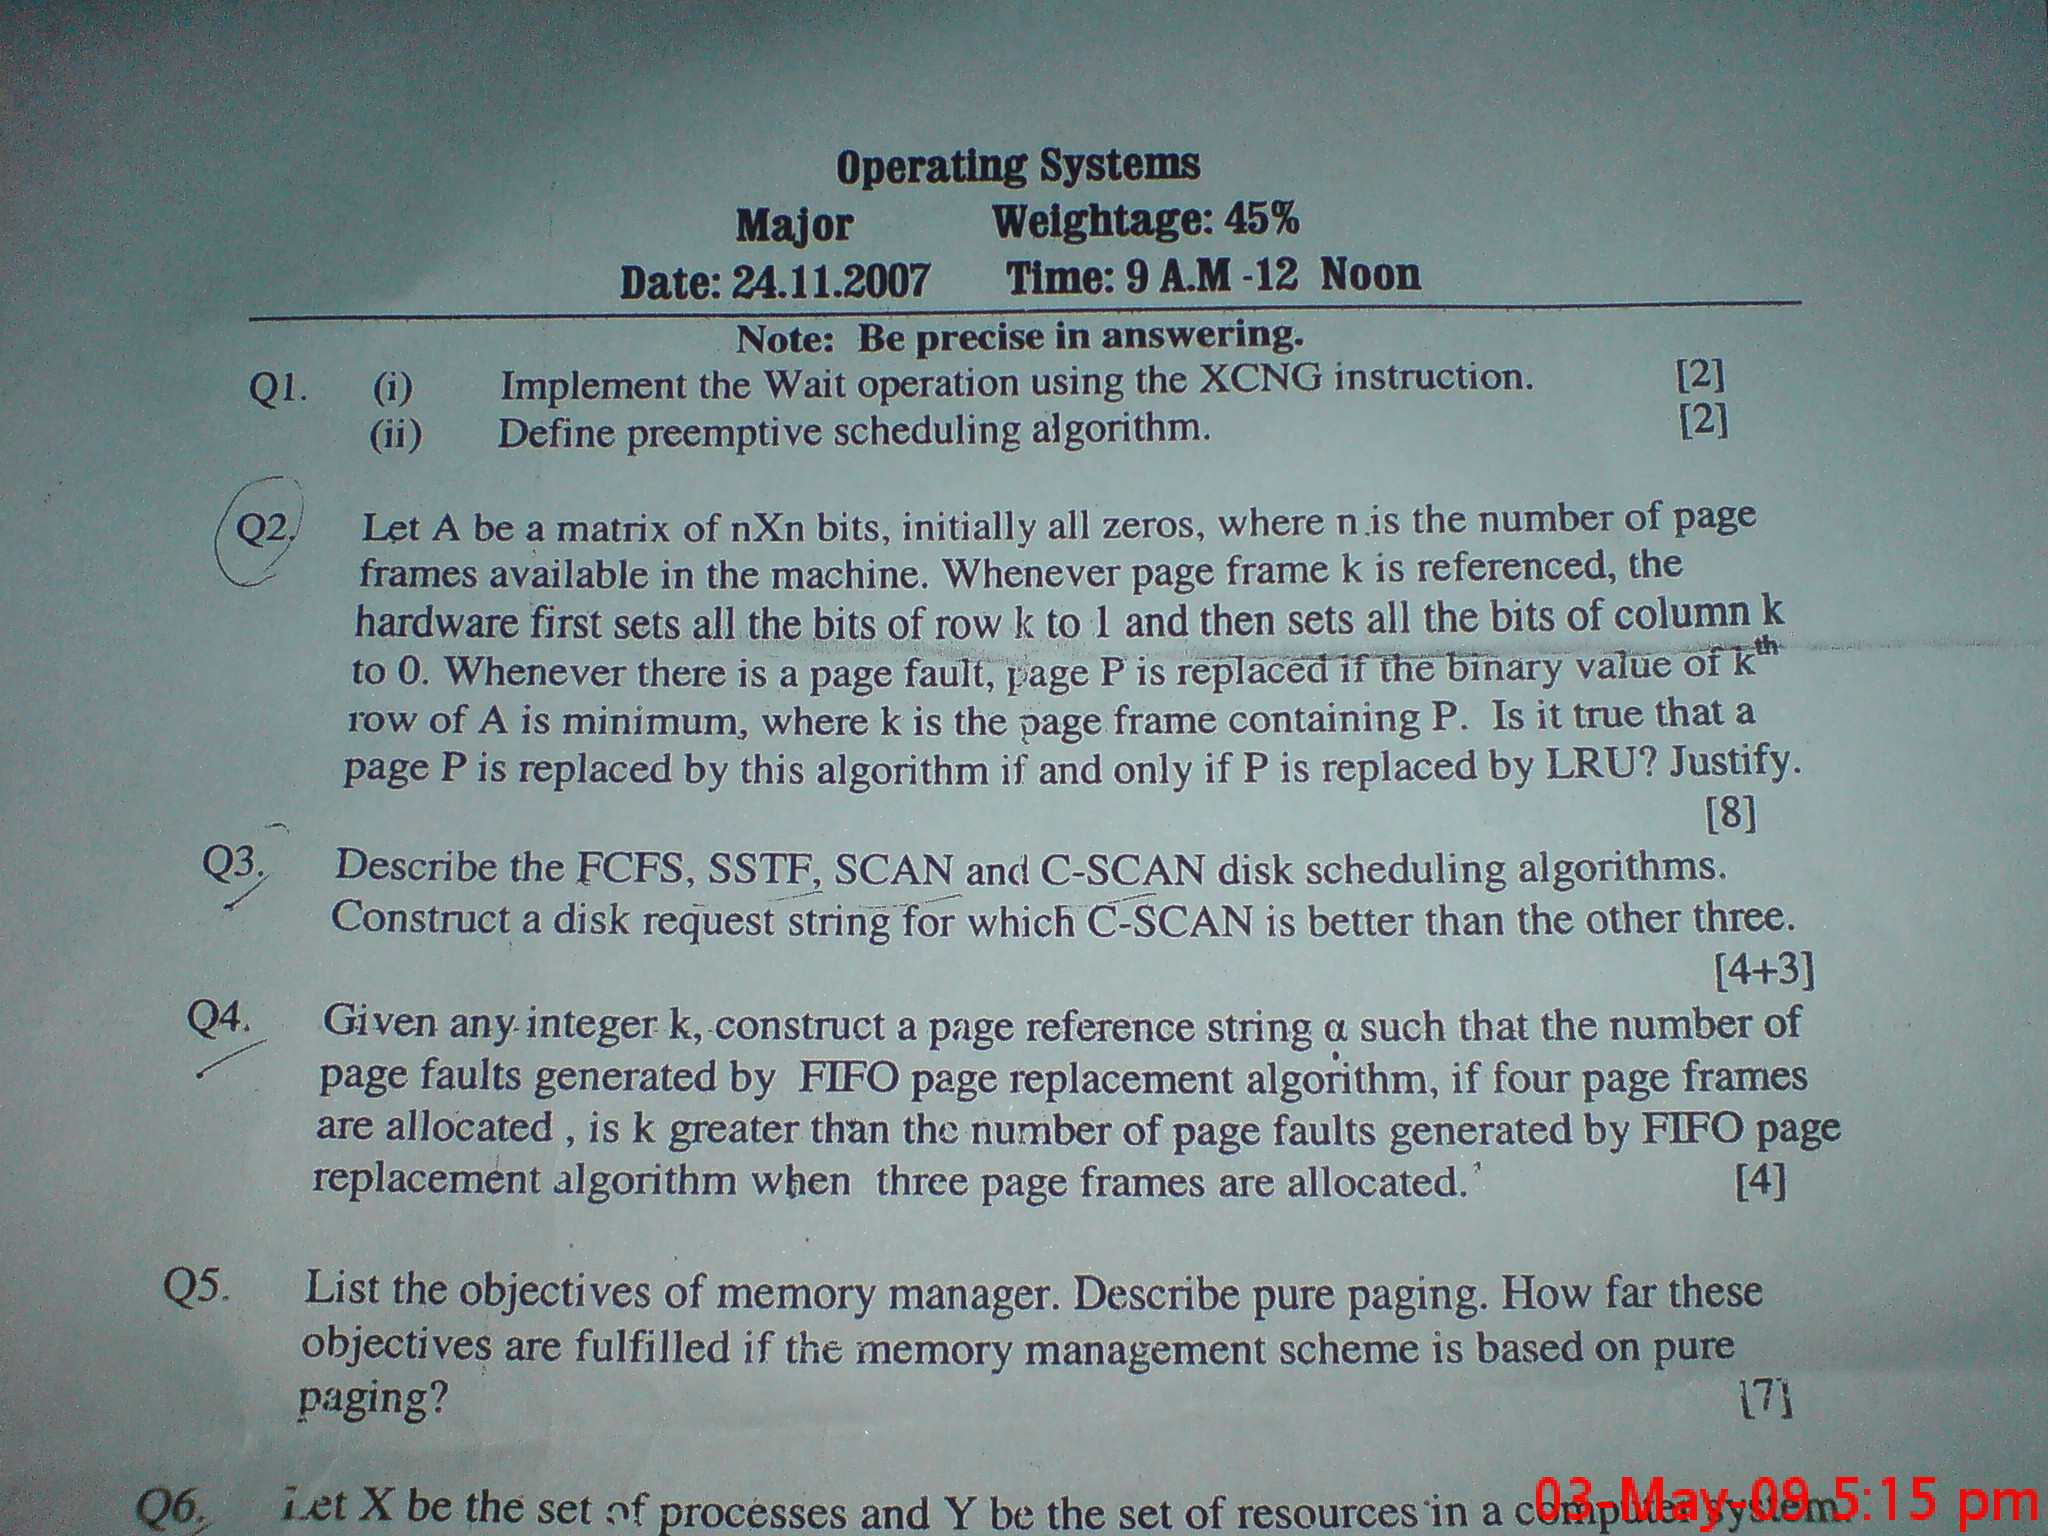 Operating Systems
Major Weightage: 45%
Date: 24.11.2007 Time: 9 A.M -12 Noon
Note: Be precise in answering.
Q1. (i) Implement the Wait operation using the XCNG instruction. [2]
(ii) Define preemptive scheduling algorithm. [2]
Q2. Let A be a matrix of nXn bits, initially all zeros, where n is the number of page
frames available in the machine. Whenever page frame k is referenced, the
hardware first sets all the bits of row k to 1 and then sets all the bits of column k
to 0. Whenever there is a page fault, page P is replaced if the binary value of kth
row of A is minimum, where k is the page frame containing P. Is it true that a
page P is replaced by this algorithm if and only if P is replaced by LRU? Justify.
[8]
Q3. Describe the FCFS, SSTF, SCAN and C-SCAN disk scheduling algorithms.
Construct a disk request string for which C-SCAN is better than the other three.
[4+3]
Q4. Given any integer k, construct a page reference string α such that the number of
page faults generated by FIFO page replacement algorithm, if four page frames
are allocated , is k greater than the number of page faults generated by FIFO page
replacement algorithm when three page frames are allocated. [4]
Q5. List the objectives of memory manager. Describe pure paging. How far these
objectives are fulfilled if the memory management scheme is based on pure
paging? [7]
Q6. Let X be the set of processes and Y be the set of resources in a computer system.
03-May-09 5:15 pm